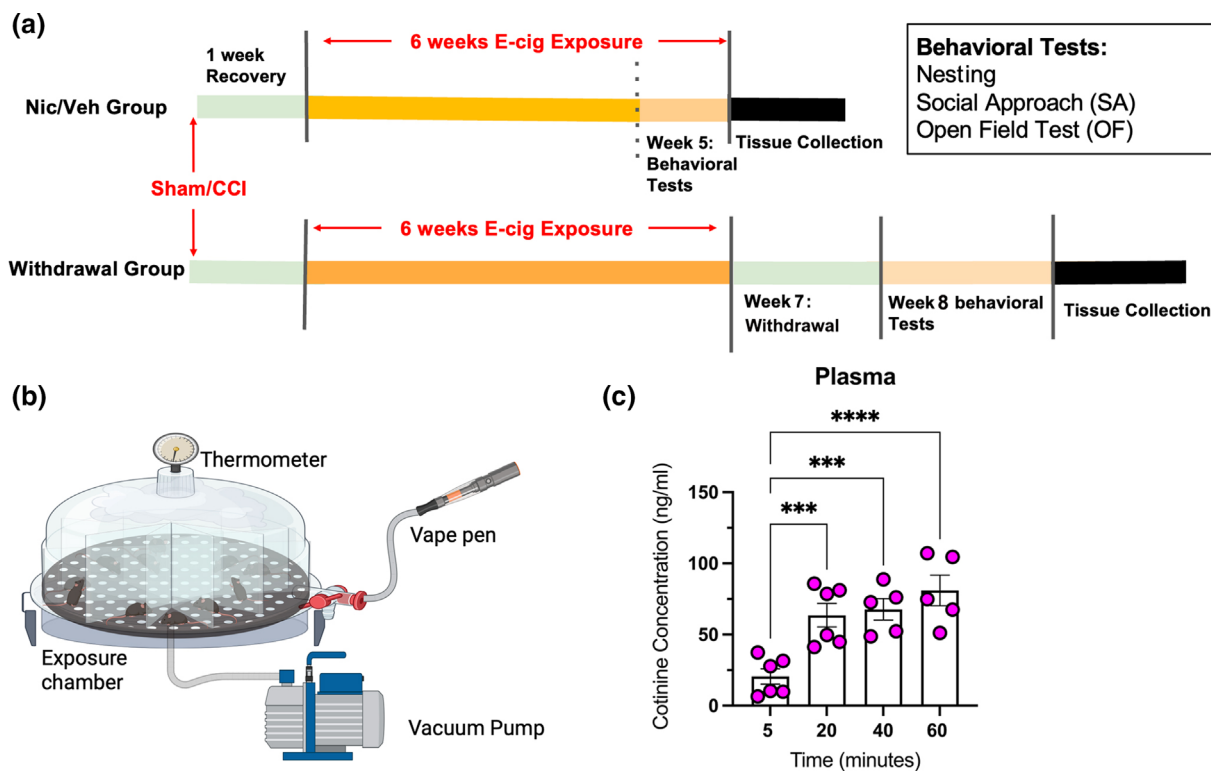 (a)
6 weeks E-cig Exposure
1 week
Recovery
Nic/Veh Group
Week 5:
Behavioral
Tests
Tissue Collection
Behavioral Tests:
Nesting
Social Approach (SA)
Open Field Test (OF)
Sham/CCI
6 weeks E-cig Exposure
Withdrawal Group
Week 7:
Withdrawal
Week 8 behavioral
Tests
Tissue Collection
(b)
Thermometer
Vape pen
Exposure
chamber
Vacuum Pump
(c)
Plasma
****
***
***
Cotinine Concentration (ng/ml)
150
100
50
0
5 20 40 60
Time (minutes)